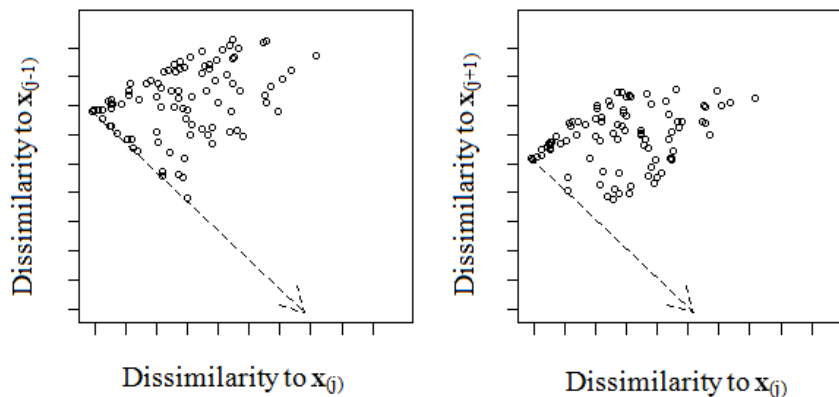 Dissimilarity to x(j-1)
Dissimilarity to x(j)
Dissimilarity to x(j+1)
Dissimilarity to x(j)